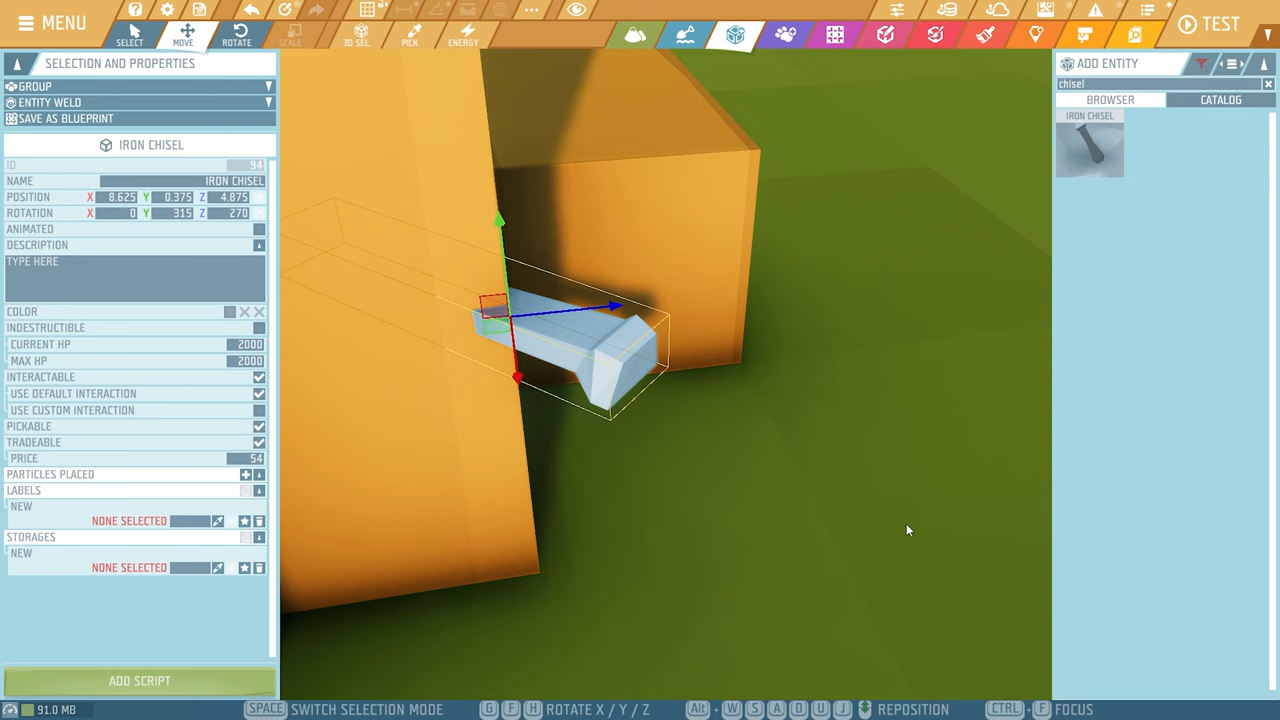 MENU
SELECT
MOVE
ROTATE
SCALE
3D SEL.
PICK
ENERGY
TEST
SELECTION AND PROPERTIES
GROUP
ENTITY WELD
SAVE AS BLUEPRINT
IRON CHISEL
ID 94
NAME IRON CHISEL
POSITION X 8.625 Y 0.375 Z 4.875
ROTATION X 0 Y 315 Z 270
ANIMATED
DESCRIPTION
TYPE HERE
COLOR
INDESTRUCTIBLE
CURRENT HP 2000
MAX HP 2000
INTERACTABLE
USE DEFAULT INTERACTION
USE CUSTOM INTERACTION
PICKABLE
TRADEABLE
PRICE 54
PARTICLES PLACED
LABELS
NEW
NONE SELECTED
STORAGES
NEW
NONE SELECTED
ADD SCRIPT
ADD ENTITY
chisel
BROWSER CATALOG
IRON CHISEL
91.0 MB
SPACE SWITCH SELECTION MODE G F H ROTATE X / Y / Z Alt + W S A D U J REPOSITION CTRL + F FOCUS